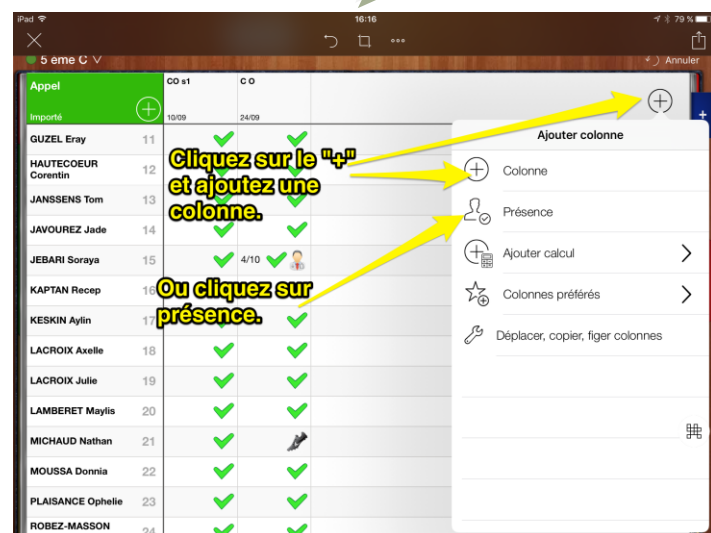 iPad
16:16
79 %
5 ème C
Annuler
Appel
CO s1
C O
Importé
10/09
24/09
+
Ajouter colonne
GUZEL Eray 11
HAUTECOEUR
Corentin 12
Cliquez sur le "+"
et ajoutez une
colonne.
Colonne
JANSSENS Tom 13
Présence
JAVOUREZ Jade 14
JEBARI Soraya 15
4/10
Ajouter calcul
KAPTAN Recep 16
Ou cliquez sur
présence.
Colonnes préférés
KESKIN Aylin 17
Déplacer, copier, figer colonnes
LACROIX Axelle 18
LACROIX Julie 19
LAMBERET Maylis 20
MICHAUD Nathan 21
MOUSSA Donnia 22
PLAISANCE Ophelie 23
ROBEZ-MASSON 24